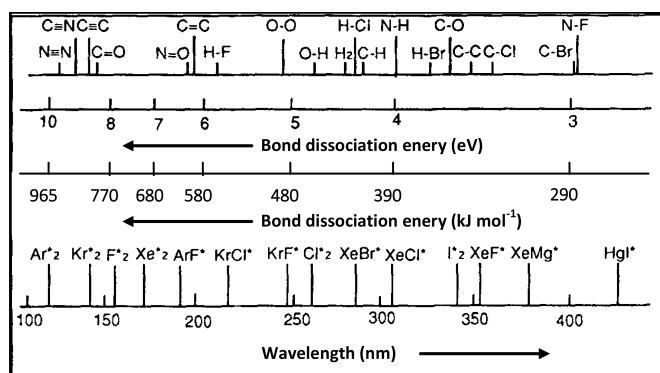 C≡N C≡C C=C O-O H-Cl N-H C-O N-F
N≡N C=O N=O H-F O-H H₂ C-H H-Br C-C C-Cl C-Br
10 8 7 6 5 4 3
Bond dissociation enery (eV)
965 770 680 580 480 390 290
Bond dissociation enery (kJ mol⁻¹)
Ar*₂ Kr*₂ F*₂ Xe*₂ ArF* KrCl* KrF* Cl*₂ XeBr* XeCl* I*₂ XeF* XeMg* HgI*
100 150 200 250 300 350 400
Wavelength (nm)